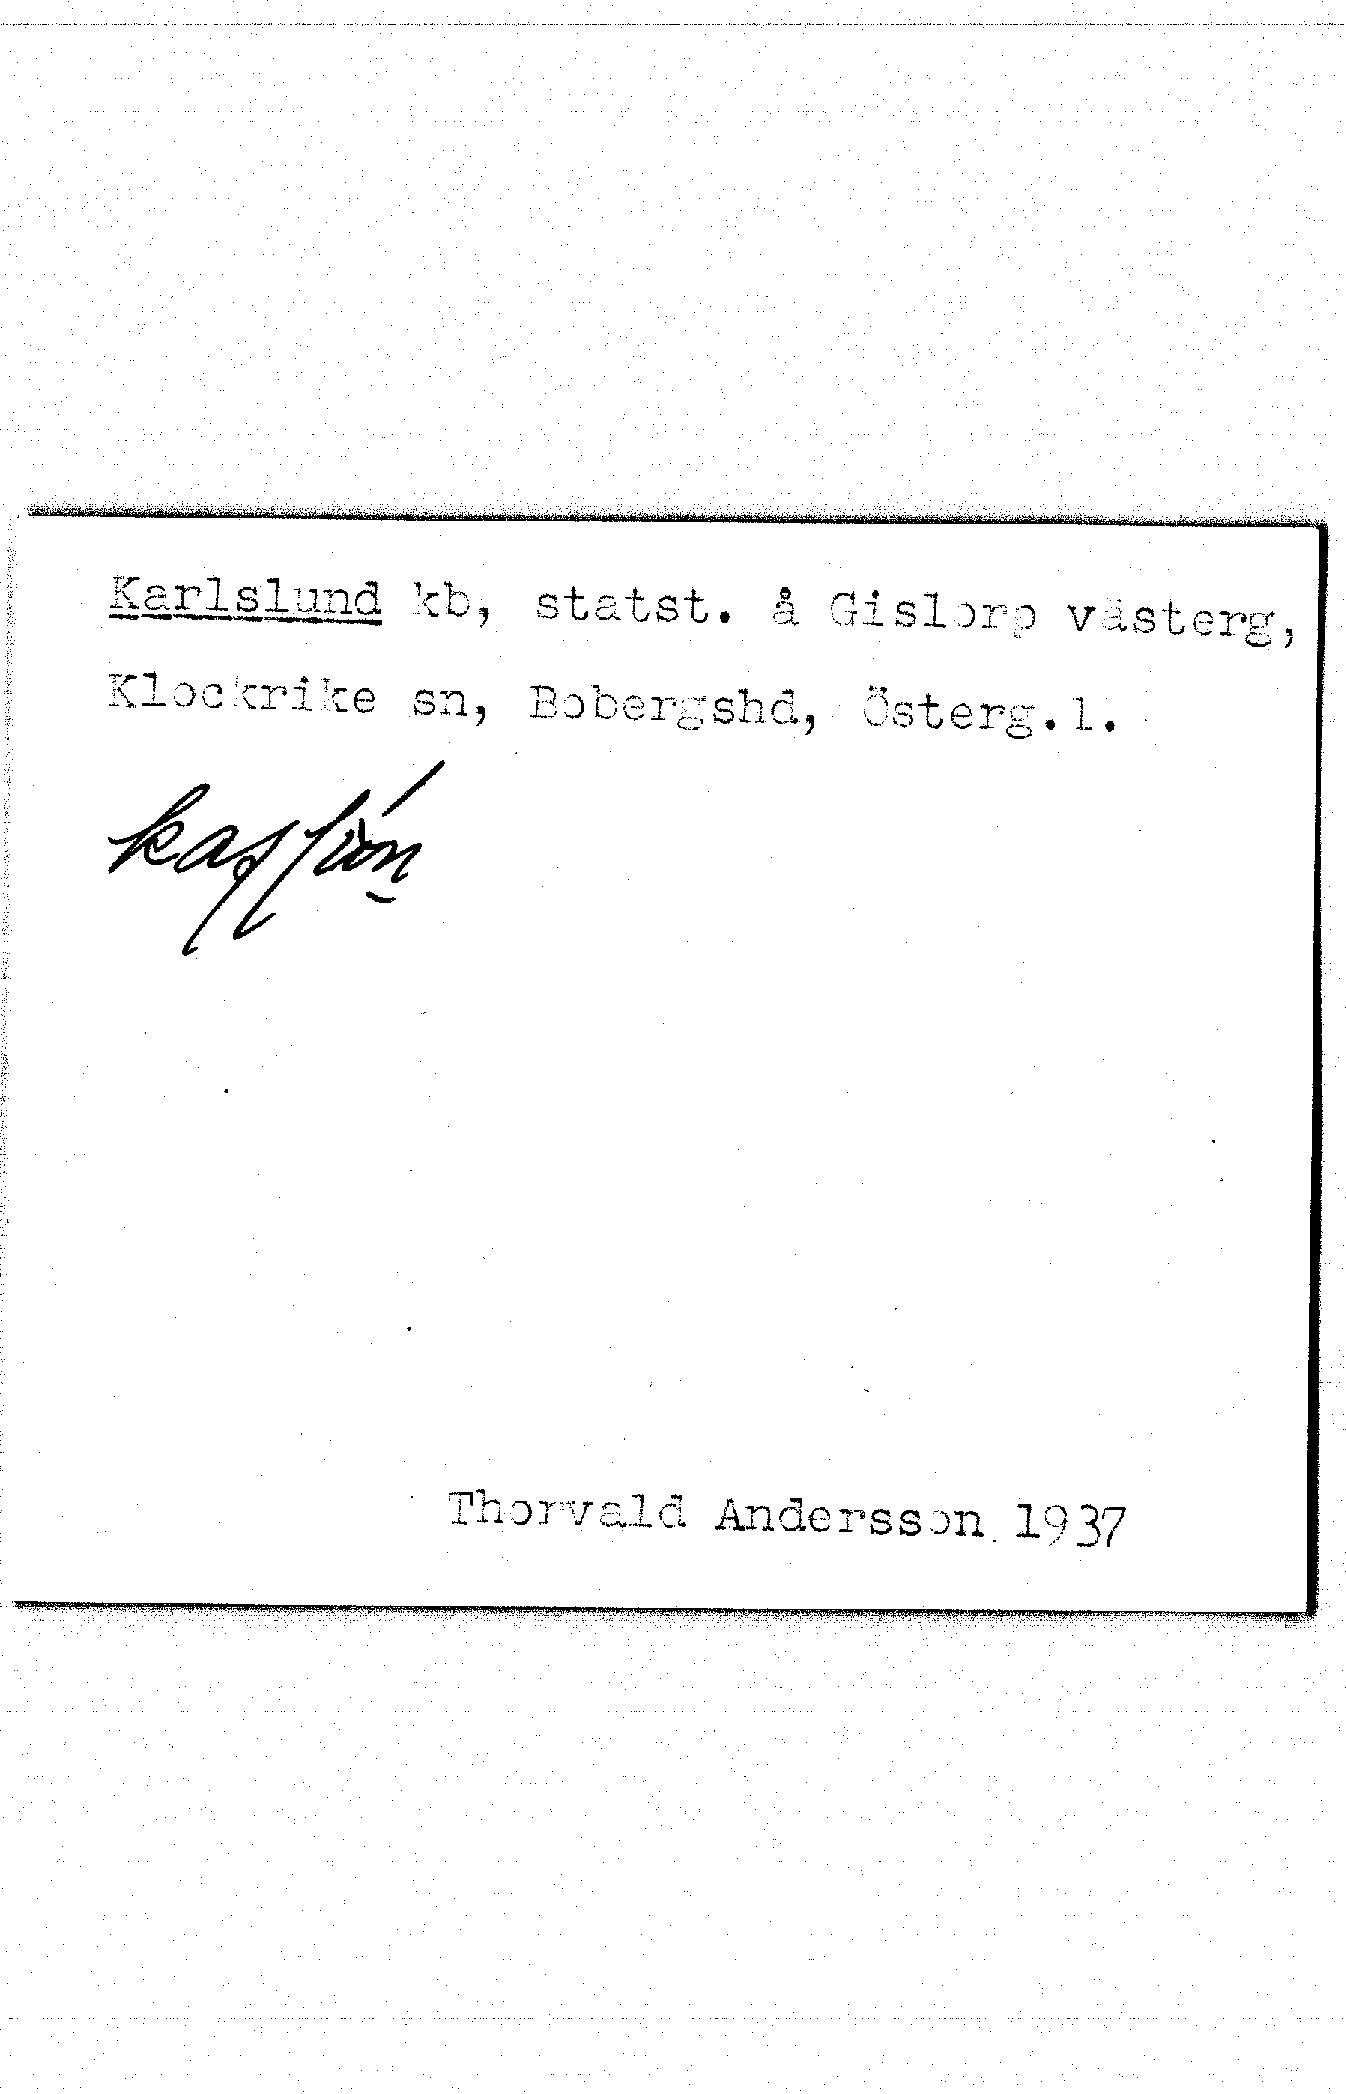 Karlslund kb, statst. å Gislorp västerg,
Klockrike sn, Bobergshd, Österg.l.
Thorvald Andersson 1937